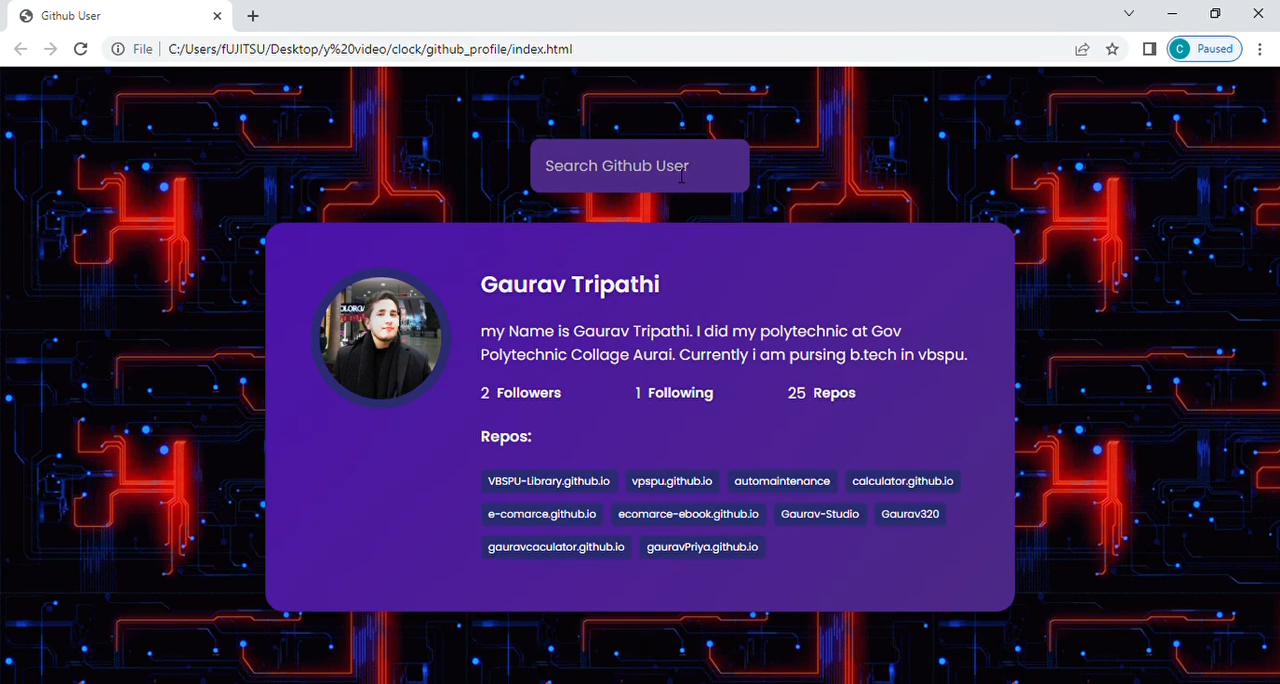 Github User
File
C:/Users/fUJITSU/Desktop/y%20video/clock/github_profile/index.html
C
Paused
Search Github User
Gaurav Tripathi
my Name is Gaurav Tripathi. I did my polytechnic at Gov
Polytechnic Collage Aurai. Currently i am pursing b.tech in vbspu.
2 Followers
1 Following
25 Repos
Repos:
VBSPU-Library.github.io
vpspu.github.io
automaintenance
calculator.github.io
e-comarce.github.io
ecomarce-ebook.github.io
Gaurav-Studio
Gaurav320
gauravcaculator.github.io
gauravPriya.github.io